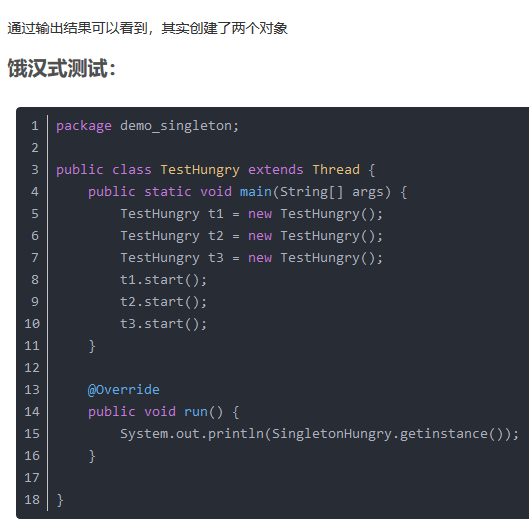 通过输出结果可以看到，其实创建了两个对象
饿汉式测试：
1 package demo_singleton;
2
3 public class TestHungry extends Thread {
4     public static void main(String[] args) {
5         TestHungry t1 = new TestHungry();
6         TestHungry t2 = new TestHungry();
7         TestHungry t3 = new TestHungry();
8         t1.start();
9         t2.start();
10         t3.start();
11     }
12
13     @Override
14     public void run() {
15         System.out.println(SingletonHungry.getinstance());
16     }
17
18 }